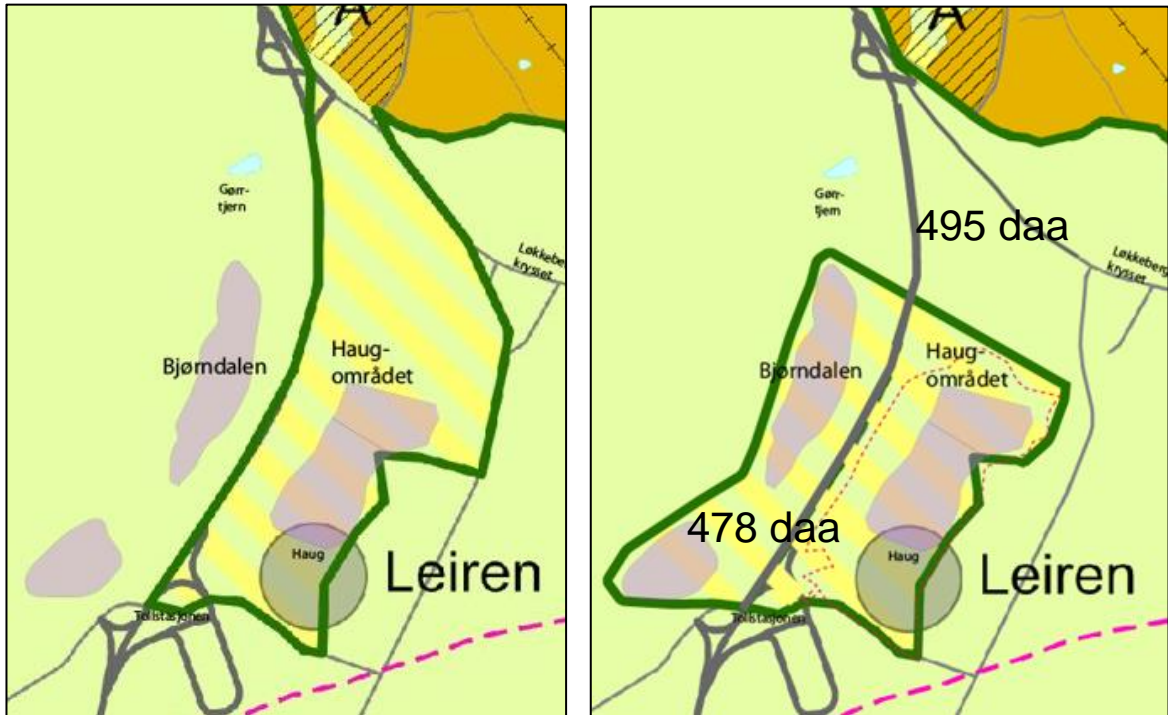 A
Gørr-
tjern
Løkkeberg
krysset
Haug-
området
Bjørndalen
Haug
Leiren
Tollstasjonen
A
Gørr-
tjern
495 daa
Løkkeberg
krysset
Haug-
området
Bjørndalen
478 daa
Haug
Leiren
Tollstasjonen